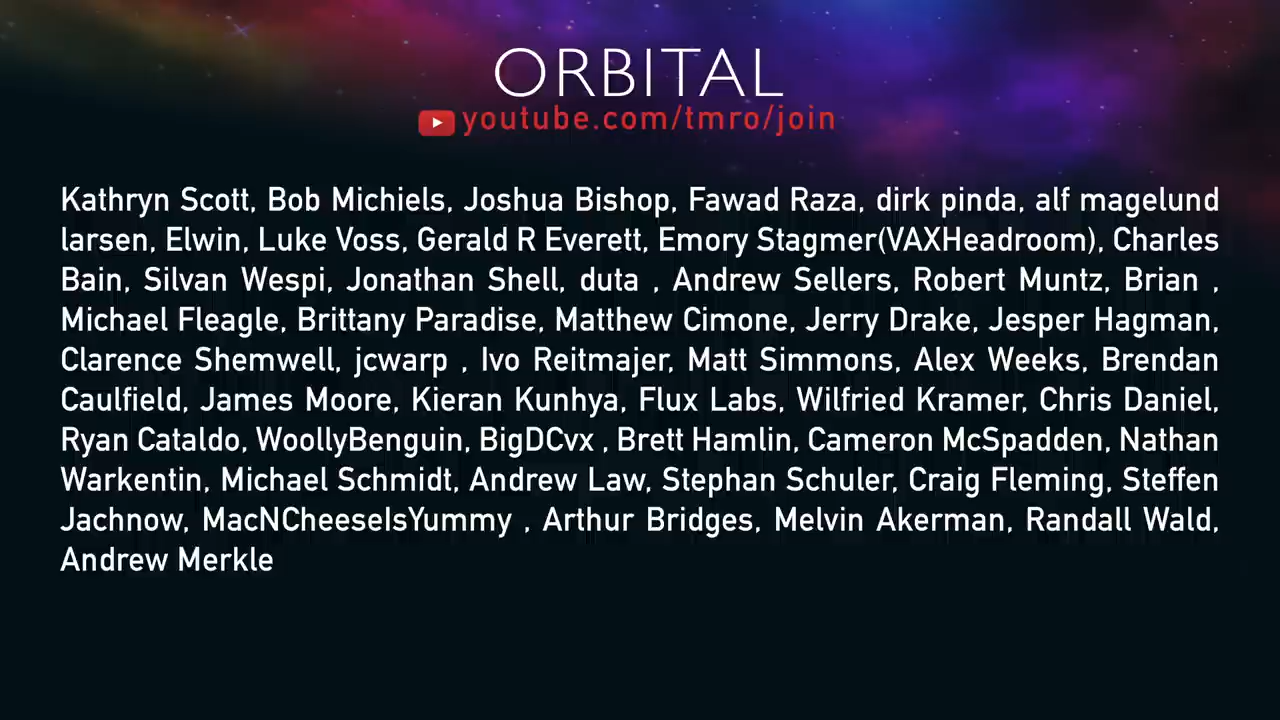 ORBITAL
youtube.com/tmro/join
Kathryn Scott, Bob Michiels, Joshua Bishop, Fawad Raza, dirk pinda, alf magelund
larsen, Elwin, Luke Voss, Gerald R Everett, Emory Stagmer(VAXHeadroom), Charles
Bain, Silvan Wespi, Jonathan Shell, duta , Andrew Sellers, Robert Muntz, Brian ,
Michael Fleagle, Brittany Paradise, Matthew Cimone, Jerry Drake, Jesper Hagman,
Clarence Shemwell, jcwarp , Ivo Reitmajer, Matt Simmons, Alex Weeks, Brendan
Caulfield, James Moore, Kieran Kunhya, Flux Labs, Wilfried Kramer, Chris Daniel,
Ryan Cataldo, WoollyBenguin, BigDCvx , Brett Hamlin, Cameron McSpadden, Nathan
Warkentin, Michael Schmidt, Andrew Law, Stephan Schuler, Craig Fleming, Steffen
Jachnow, MacNCheeseIsYummy , Arthur Bridges, Melvin Akerman, Randall Wald,
Andrew Merkle